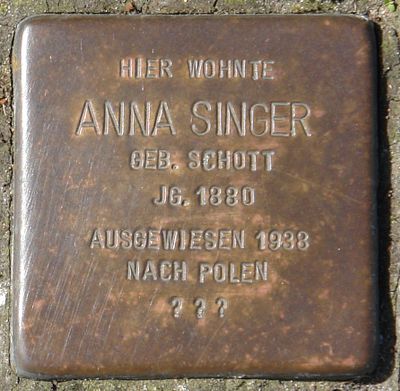 HIER WOHNTE
ANNA SINGER
GEB. SCHOTT
JG. 1880
AUSGEWIESEN 1938
NACH POLEN
? ? ?